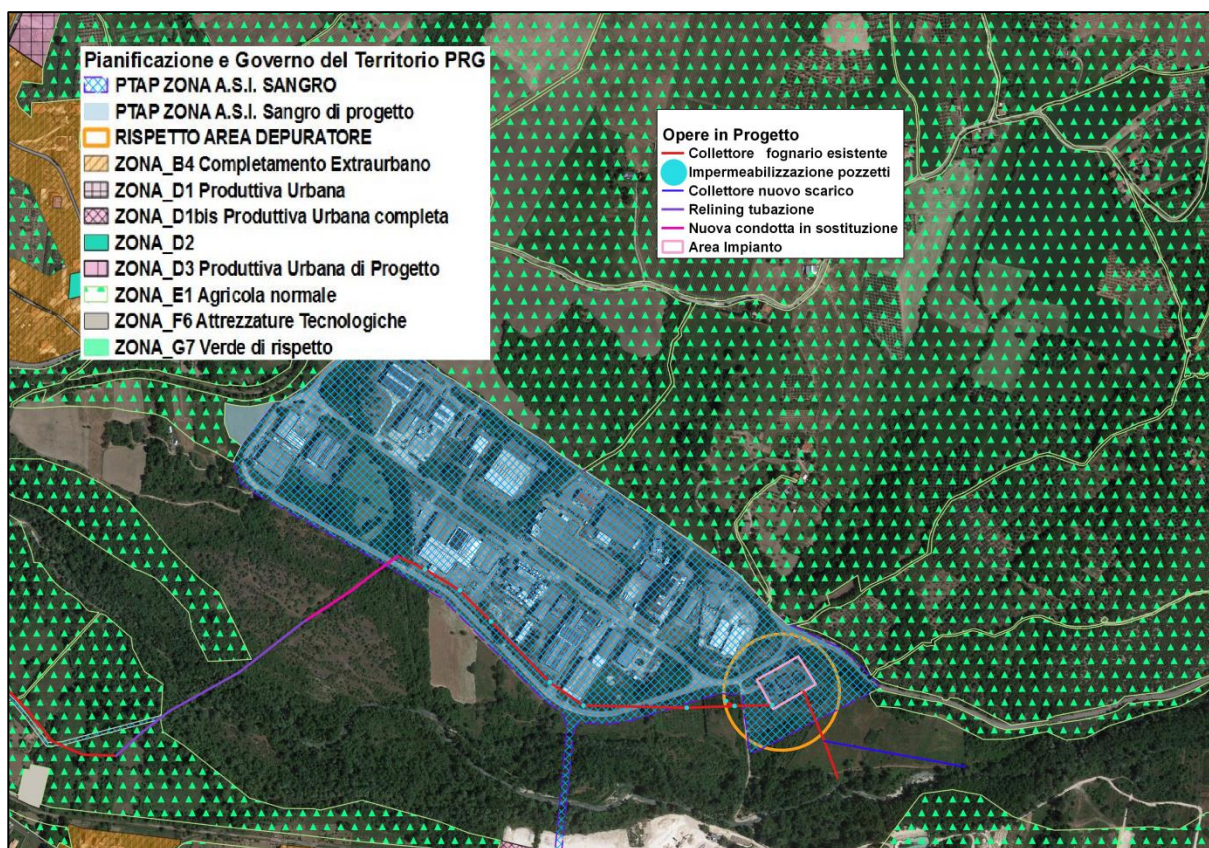 Pianificazione e Governo del Territorio PRG
PTAP ZONA A.S.I. SANGRO
PTAP ZONA A.S.I. Sangro di progetto
RISPETTO AREA DEPURATORE
ZONA_B4 Completamento Extraurbano
ZONA_D1 Produttiva Urbana
ZONA_D1bis Produttiva Urbana completa
ZONA_D2
ZONA_D3 Produttiva Urbana di Progetto
ZONA_E1 Agricola normale
ZONA_F6 Attrezzature Tecnologiche
ZONA_G7 Verde di rispetto
Opere in Progetto
Collettore fognario esistente
Impermeabilizzazione pozzetti
Collettore nuovo scarico
Relining tubazione
Nuova condotta in sostituzione
Area Impianto